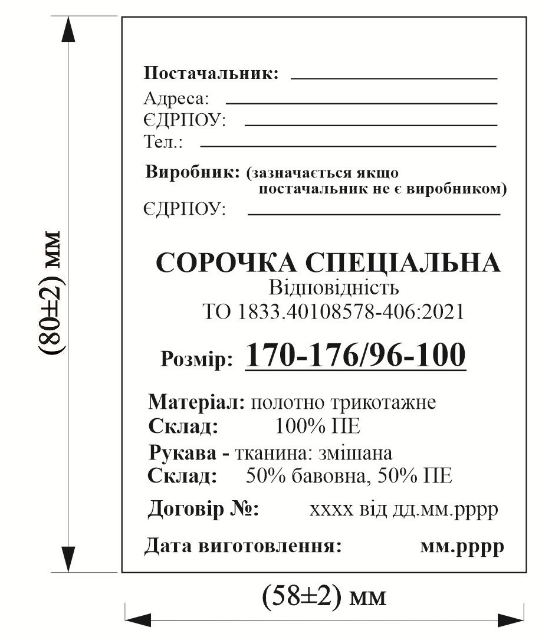 Постачальник:
Адреса:
ЄДРПОУ:
Тел.:
Виробник: (зазначається якщо
постачальник не є виробником)
ЄДРПОУ:
СОРОЧКА СПЕЦІАЛЬНА
Відповідність
ТО 1833.40108578-406:2021
Розмір: 170-176/96-100
Матеріал: полотно трикотажне
Склад: 100% ПЕ
Рукава - тканина: змішана
Склад: 50% бавовна, 50% ПЕ
Договір №: хххх від дд.мм.рррр
Дата виготовлення: мм.рррр
(80±2) мм
(58±2) мм